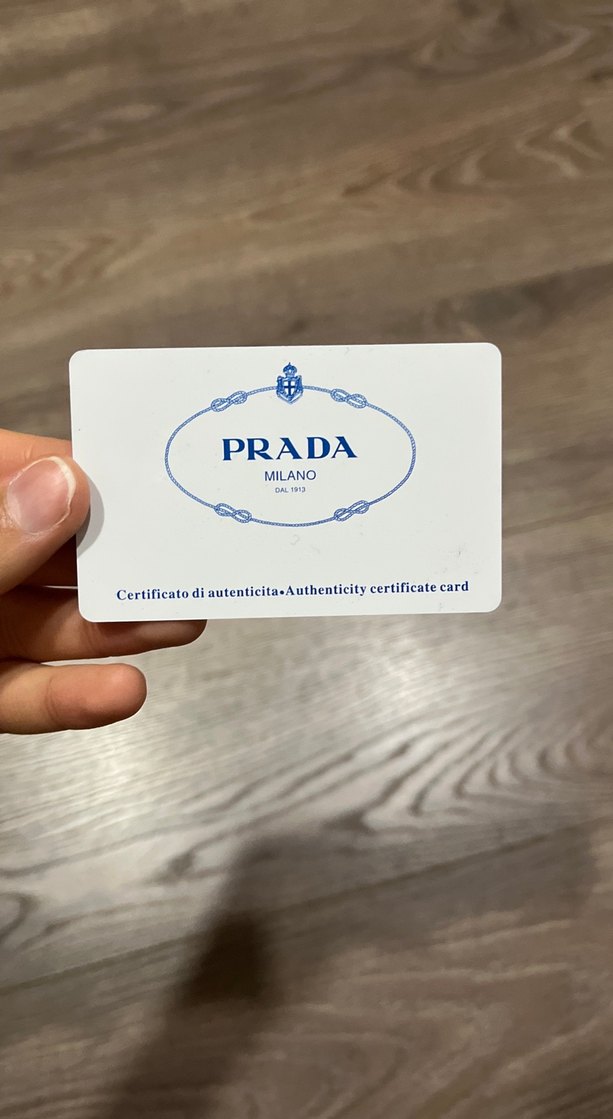 PRADA
MILANO
DAL 1913
Certificato di autenticita•Authenticity certificate card